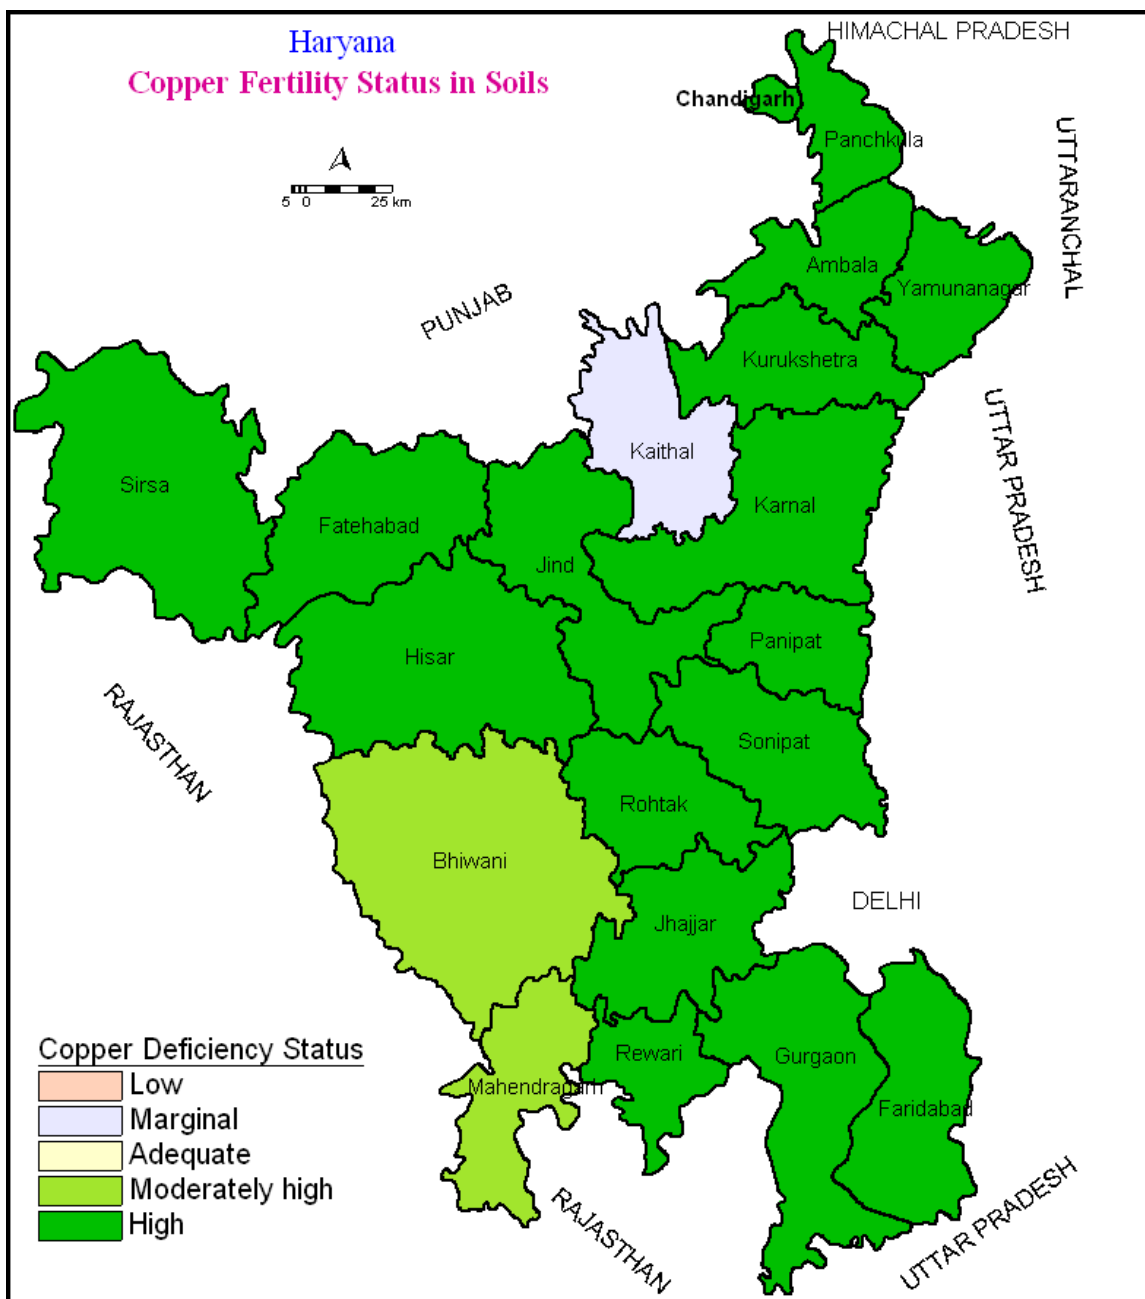 HIMACHAL PRADESH
Haryana
Copper Fertility Status in Soils
Chandigarh
Panchkula
UTTARANCHAL
5 0 25 km
Ambala
Yamunanagar
PUNJAB
Kurukshetra
UTTAR PRADESH
Kaithal
Sirsa
Karnal
Fatehabad
Jind
Panipat
Hisar
RAJASTHAN
Sonipat
Rohtak
Bhiwani
DELHI
Jhajjar
Copper Deficiency Status
Low
Marginal
Adequate
Moderately high
High
Rewari
Gurgaon
Mahendragarh
Faridabad
RAJASTHAN
UTTAR PRADESH